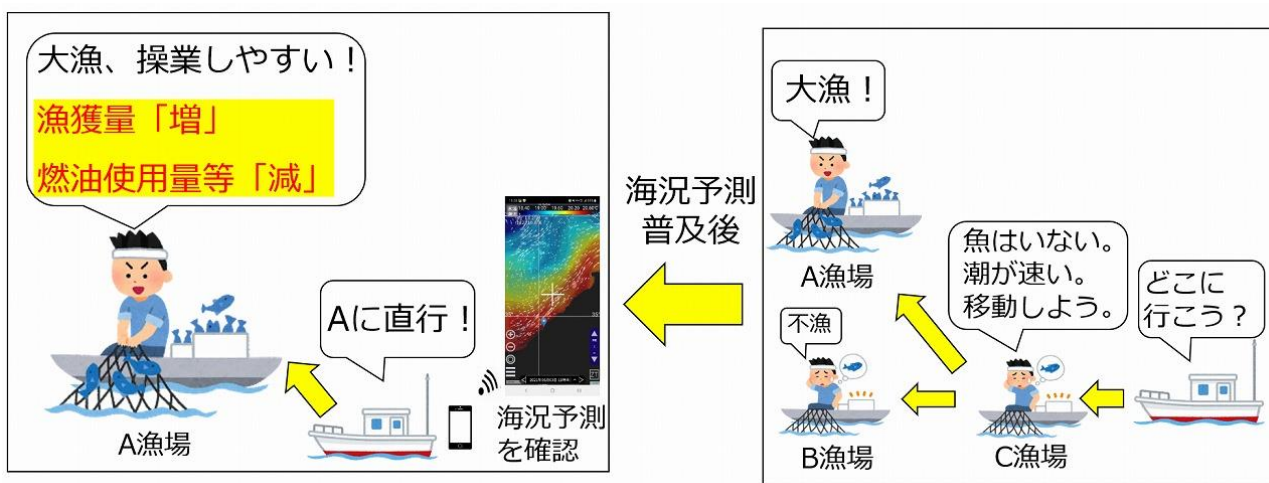 大漁、操業しやすい！
漁獲量「増」
燃油使用量等「減」
A漁場
Aに直行！
海況予測
を確認
海況予測
普及後
大漁！
A漁場
不漁
B漁場
魚はいない。
潮が速い。
移動しよう。
C漁場
どこに
行こう？